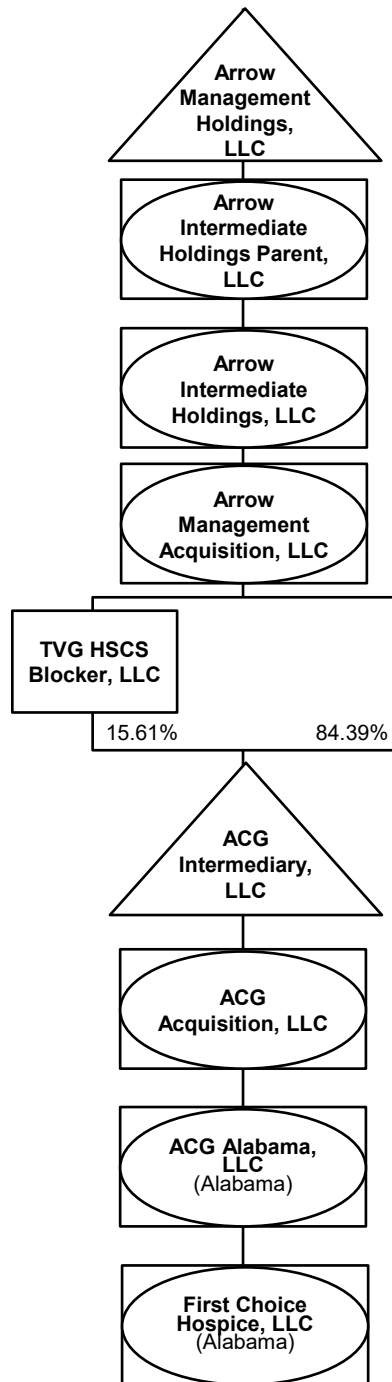 Arrow
Management
Holdings,
LLC
Arrow
Intermediate
Holdings Parent,
LLC
Arrow
Intermediate
Holdings, LLC
Arrow
Management
Acquisition, LLC
TVG HSCS
Blocker, LLC
15.61%
84.39%
ACG
Intermediary,
LLC
ACG
Acquisition, LLC
ACG Alabama,
LLC
(Alabama)
First Choice
Hospice, LLC
(Alabama)